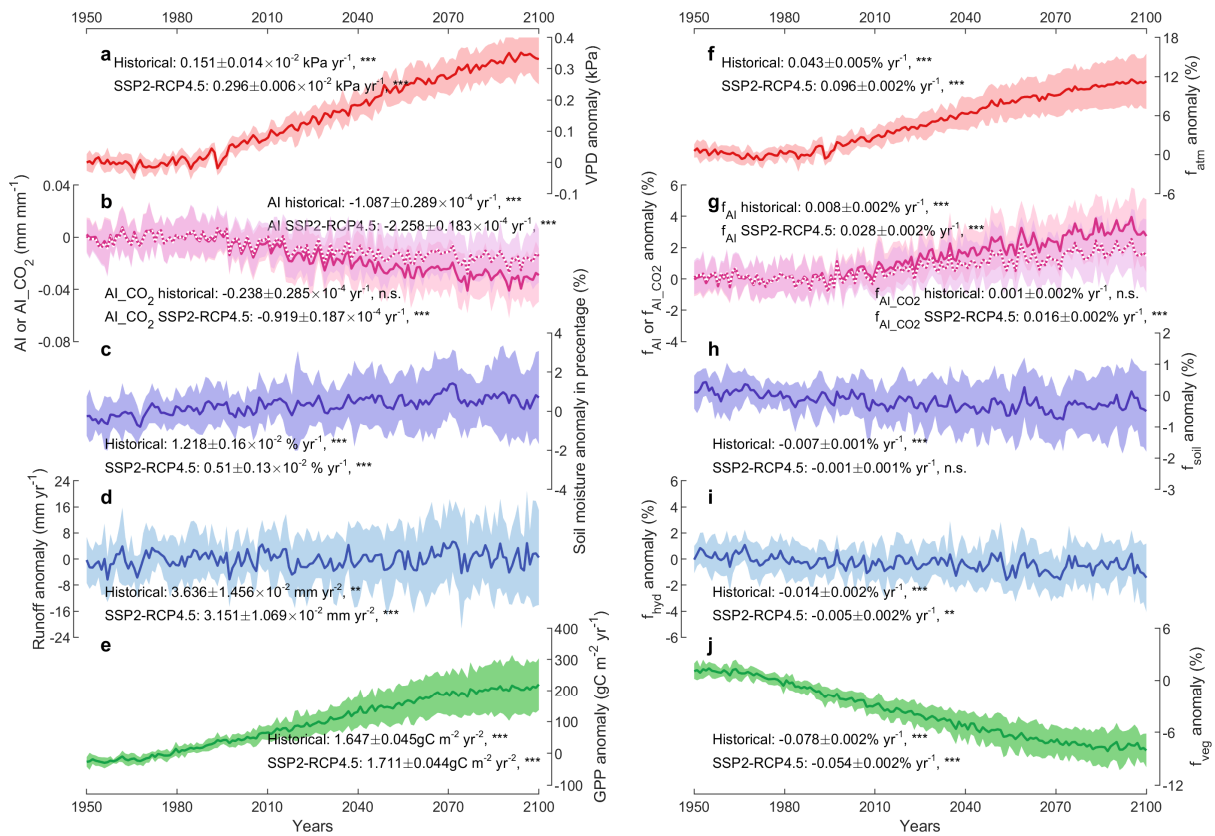 1950 1980 2010 2040 2070 2100
a
Historical: 0.151±0.014×10⁻² kPa yr⁻¹, ***
SSP2-RCP4.5: 0.296±0.006×10⁻² kPa yr⁻¹, ***
0.4
0.3
0.2
0.1
0
-0.1
VPD anomaly (kPa)
0.04
0
-0.04
-0.08
AI or AI_CO₂ (mm mm⁻¹)
b
AI historical: -1.087±0.289×10⁻⁴ yr⁻¹, ***
AI SSP2-RCP4.5: -2.258±0.183×10⁻⁴ yr⁻¹, ***
AI_CO₂ historical: -0.238±0.285×10⁻⁴ yr⁻¹, n.s.
AI_CO₂ SSP2-RCP4.5: -0.919±0.187×10⁻⁴ yr⁻¹, ***
c
Historical: 1.218±0.16×10⁻² % yr⁻¹, ***
SSP2-RCP4.5: 0.51±0.13×10⁻² % yr⁻¹, ***
4
2
0
-2
-4
Soil moisture anomaly in precentage (%)
24
16
8
0
-8
-16
-24
Runoff anomaly (mm yr⁻¹)
d
Historical: 3.636±1.456×10⁻² mm yr⁻², **
SSP2-RCP4.5: 3.151±1.069×10⁻² mm yr⁻², ***
e
Historical: 1.647±0.045gC m⁻² yr⁻², ***
SSP2-RCP4.5: 1.711±0.044gC m⁻² yr⁻², ***
400
300
200
100
0
-100
GPP anomaly (gC m⁻² yr⁻¹)
1950 1980 2010 2040 2070 2100
Years
1950 1980 2010 2040 2070 2100
f
Historical: 0.043±0.005% yr⁻¹, ***
SSP2-RCP4.5: 0.096±0.002% yr⁻¹, ***
18
12
6
0
-6
f_atm anomaly (%)
6
4
2
0
-2
-4
f_AI or f_AI_CO2 anomaly (%)
g
f_AI historical: 0.008±0.002% yr⁻¹, ***
f_AI SSP2-RCP4.5: 0.028±0.002% yr⁻¹, ***
f_AI_CO2 historical: 0.001±0.002% yr⁻¹, n.s.
f_AI_CO2 SSP2-RCP4.5: 0.016±0.002% yr⁻¹, ***
h
Historical: -0.007±0.001% yr⁻¹, ***
SSP2-RCP4.5: -0.001±0.001% yr⁻¹, n.s.
2
1
0
-1
-2
-3
f_soil anomaly (%)
6
4
2
0
-2
-4
-6
f_hyd anomaly (%)
i
Historical: -0.014±0.002% yr⁻¹, ***
SSP2-RCP4.5: -0.005±0.002% yr⁻¹, **
j
Historical: -0.078±0.002% yr⁻¹, ***
SSP2-RCP4.5: -0.054±0.002% yr⁻¹, ***
6
0
-6
-12
f_veg anomaly (%)
1950 1980 2010 2040 2070 2100
Years